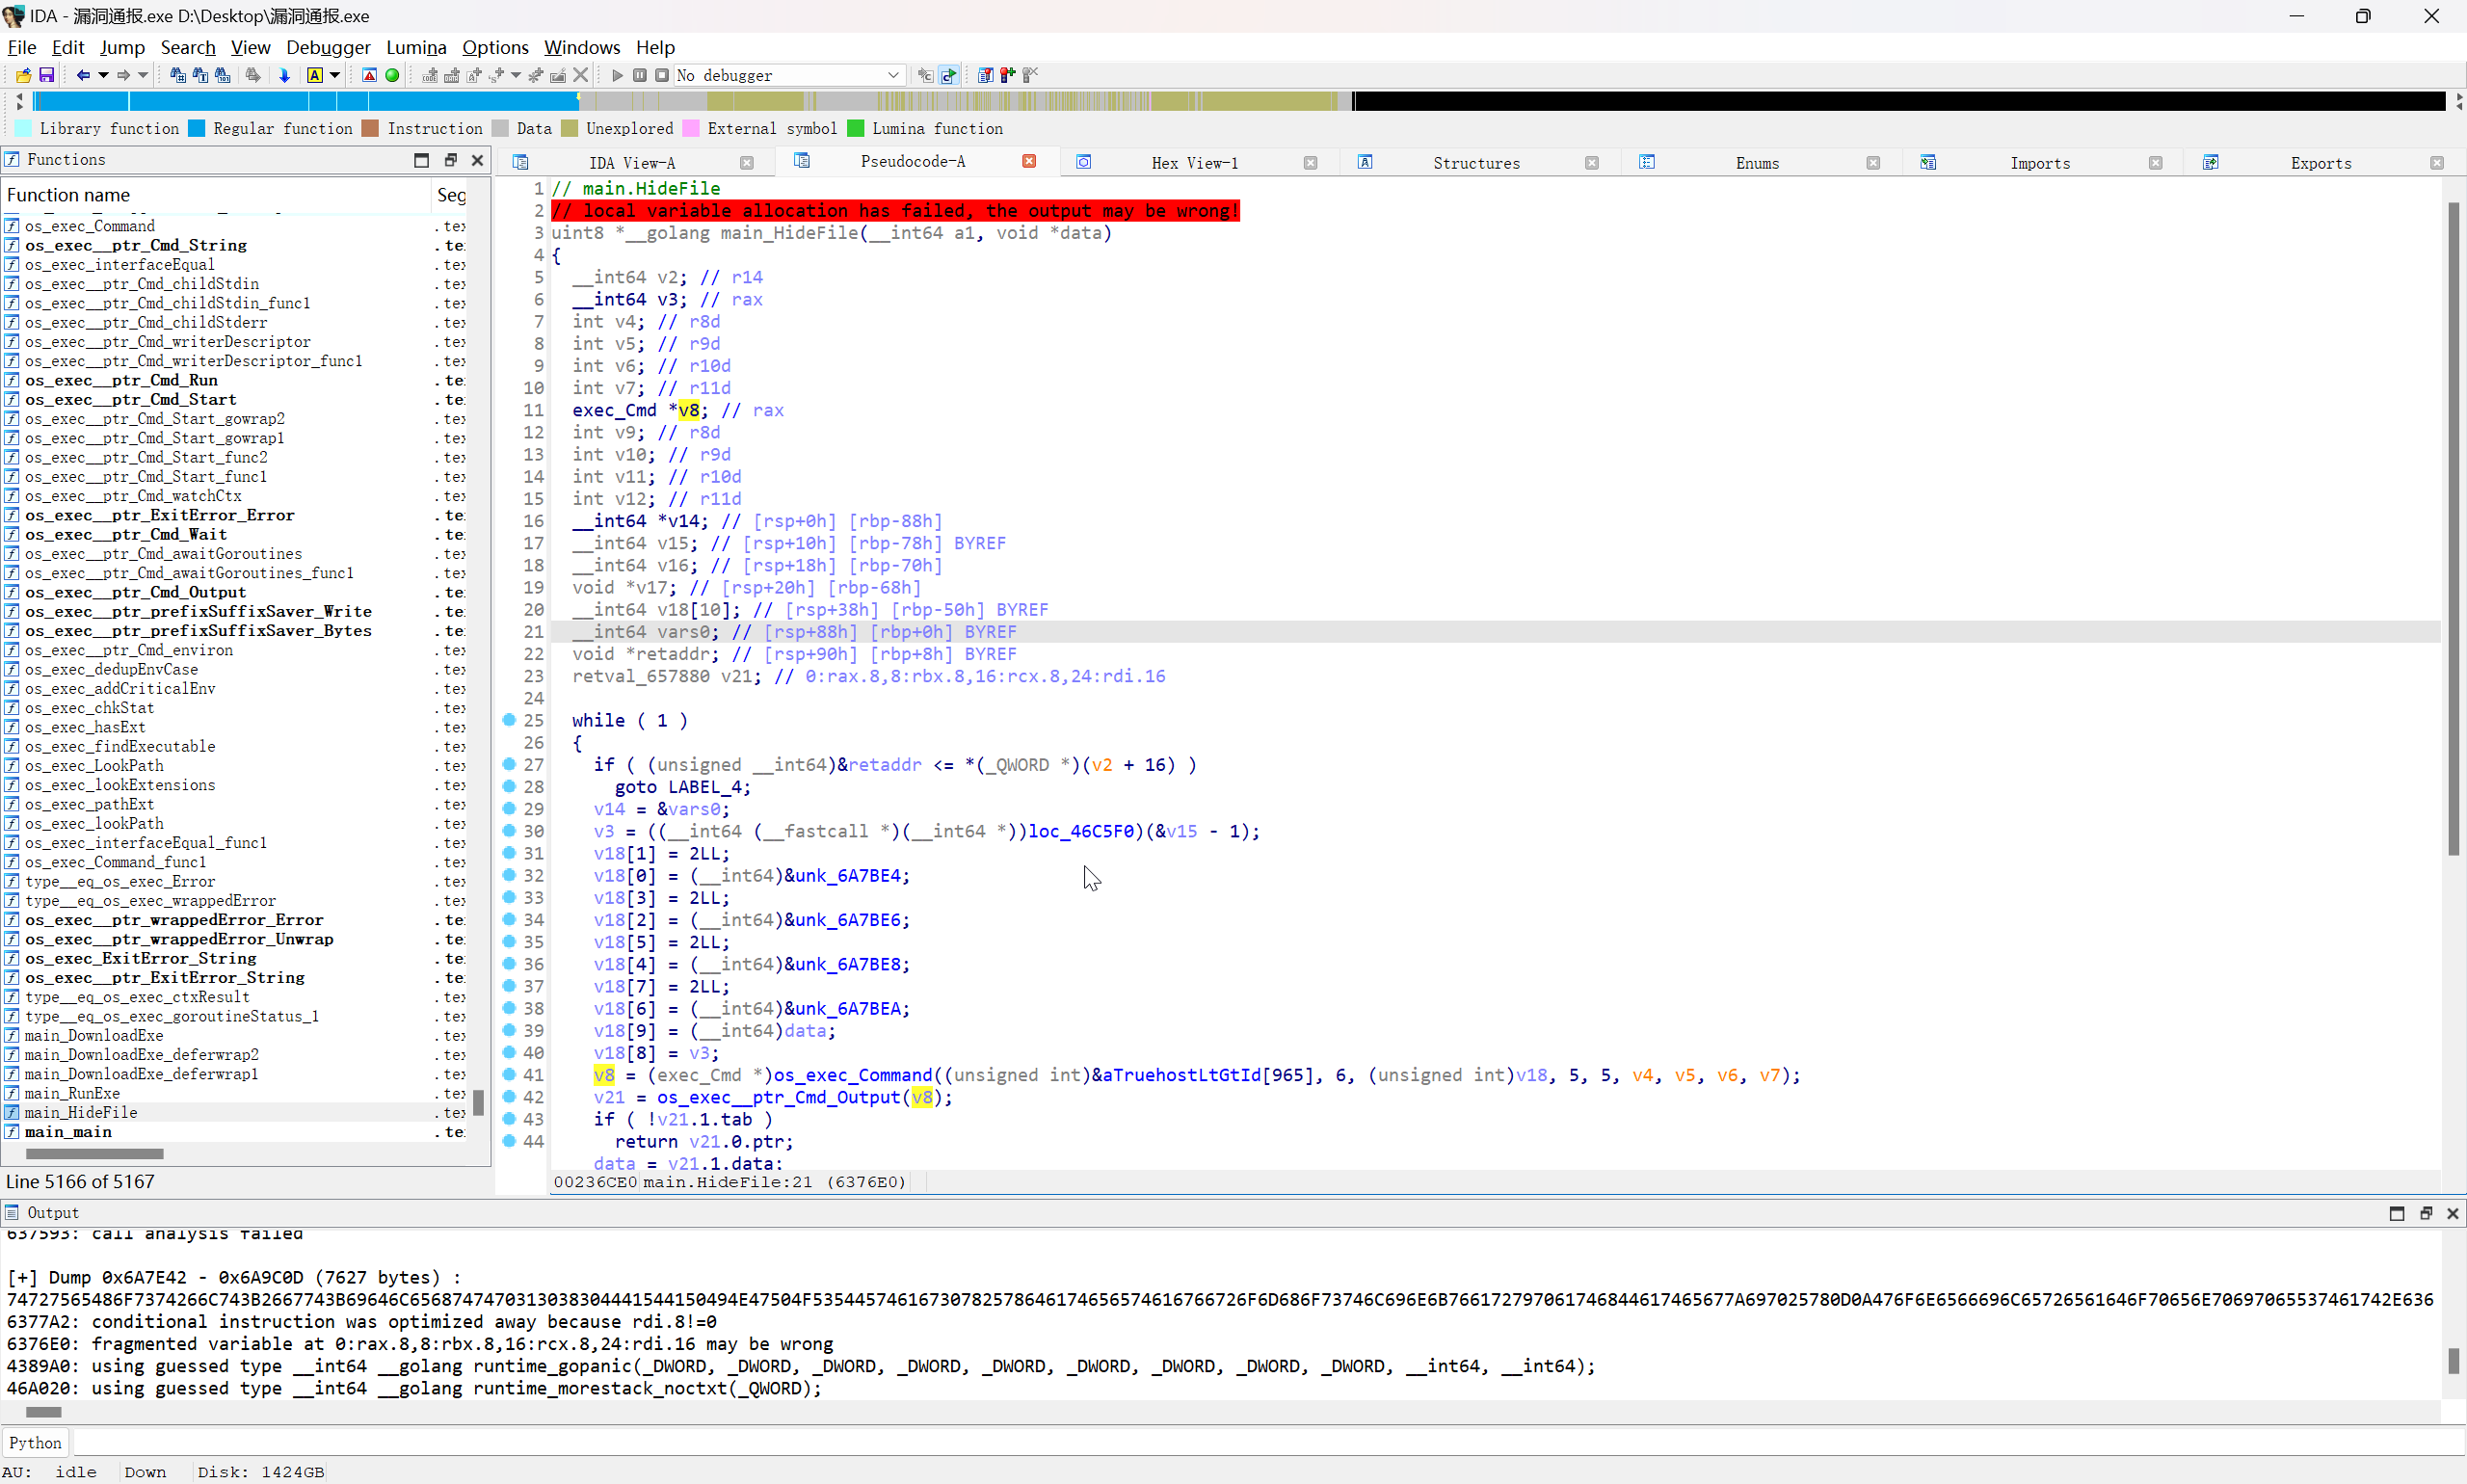 IDA - 漏洞通报.exe D:\Desktop\漏洞通报.exe
File Edit Jump Search View Debugger Lumina Options Windows Help
No debugger
Library function Regular function Instruction Data Unexplored External symbol Lumina function
Functions
Function name Seg
os_exec_Command .te
os_exec__ptr_Cmd_String .te
os_exec_interfaceEqual .te
os_exec__ptr_Cmd_childStdin .te
os_exec__ptr_Cmd_childStdin_func1 .te
os_exec__ptr_Cmd_childStderr .te
os_exec__ptr_Cmd_writerDescriptor .te
os_exec__ptr_Cmd_writerDescriptor_func1 .te
os_exec__ptr_Cmd_Run .te
os_exec__ptr_Cmd_Start .te
os_exec__ptr_Cmd_Start_gowrap2 .te
os_exec__ptr_Cmd_Start_gowrap1 .te
os_exec__ptr_Cmd_Start_func2 .te
os_exec__ptr_Cmd_Start_func1 .te
os_exec__ptr_Cmd_watchCtx .te
os_exec__ptr_ExitError_Error .te
os_exec__ptr_Cmd_Wait .te
os_exec__ptr_Cmd_awaitGoroutines .te
os_exec__ptr_Cmd_awaitGoroutines_func1 .te
os_exec__ptr_Cmd_Output .te
os_exec__ptr_prefixSuffixSaver_Write .te
os_exec__ptr_prefixSuffixSaver_Bytes .te
os_exec__ptr_Cmd_environ .te
os_exec_dedupEnvCase .te
os_exec_addCriticalEnv .te
os_exec_chkStat .te
os_exec_hasExt .te
os_exec_findExecutable .te
os_exec_LookPath .te
os_exec_lookExtensions .te
os_exec_pathExt .te
os_exec_lookPath .te
os_exec_interfaceEqual_func1 .te
os_exec_Command_func1 .te
type__eq_os_exec_Error .te
type__eq_os_exec_wrappedError .te
os_exec__ptr_wrappedError_Error .te
os_exec__ptr_wrappedError_Unwrap .te
os_exec_ExitError_String .te
os_exec__ptr_ExitError_String .te
type__eq_os_exec_ctxResult .te
type__eq_os_exec_goroutineStatus_1 .te
main_DownloadExe .te
main_DownloadExe_deferwrap2 .te
main_DownloadExe_deferwrap1 .te
main_RunExe .te
main_HideFile .te
main_main .te
Line 5166 of 5167
IDA View-A Pseudocode-A Hex View-1 Structures Enums Imports Exports
1 // main.HideFile
2 // local variable allocation has failed, the output may be wrong!
3 uint8 *__golang main_HideFile(__int64 a1, void *data)
4 {
5 __int64 v2; // r14
6 __int64 v3; // rax
7 int v4; // r8d
8 int v5; // r9d
9 int v6; // r10d
10 int v7; // r11d
11 exec_Cmd *v8; // rax
12 int v9; // r8d
13 int v10; // r9d
14 int v11; // r10d
15 int v12; // r11d
16 __int64 *v14; // [rsp+0h] [rbp-88h]
17 __int64 v15; // [rsp+10h] [rbp-78h] BYREF
18 __int64 v16; // [rsp+18h] [rbp-70h]
19 void *v17; // [rsp+20h] [rbp-68h]
20 __int64 v18[10]; // [rsp+38h] [rbp-50h] BYREF
21 __int64 vars0; // [rsp+88h] [rbp+0h] BYREF
22 void *retaddr; // [rsp+90h] [rbp+8h] BYREF
23 retval_657880 v21; // 0:rax.8,8:rbx.8,16:rcx.8,24:rdi.16
24
25 while ( 1 )
26 {
27 if ( (unsigned __int64)&retaddr <= *(_QWORD *)(v2 + 16) )
28 goto LABEL_4;
29 v14 = &vars0;
30 v3 = ((__int64 (__fastcall *)(__int64 *))loc_46C5F0)(&v15 - 1);
31 v18[1] = 2LL;
32 v18[0] = (__int64)&unk_6A7BE4;
33 v18[3] = 2LL;
34 v18[2] = (__int64)&unk_6A7BE6;
35 v18[5] = 2LL;
36 v18[4] = (__int64)&unk_6A7BE8;
37 v18[7] = 2LL;
38 v18[6] = (__int64)&unk_6A7BEA;
39 v18[9] = (__int64)data;
40 v18[8] = v3;
41 v8 = (exec_Cmd *)os_exec_Command((unsigned int)&aTruehostLtGtId[965], 6, (unsigned int)v18, 5, 5, v4, v5, v6, v7);
42 v21 = os_exec__ptr_Cmd_Output(v8);
43 if ( !v21.1.tab )
44 return v21.0.ptr;
data = v21.1.data;
00236CE0 main.HideFile:21 (6376E0)
Output
637593: call analysis failed
[+] Dump 0x6A7E42 - 0x6A9C0D (7627 bytes) :
6377A2: conditional instruction was optimized away because rdi.8!=0
6376E0: fragmented variable at 0:rax.8,8:rbx.8,16:rcx.8,24:rdi.16 may be wrong
4389A0: using guessed type __int64 __golang runtime_gopanic(_DWORD, _DWORD, _DWORD, _DWORD, _DWORD, _DWORD, _DWORD, _DWORD, _DWORD, __int64, __int64);
46A020: using guessed type __int64 __golang runtime_morestack_noctxt(_QWORD);
Python
AU: idle Down Disk: 1424GB